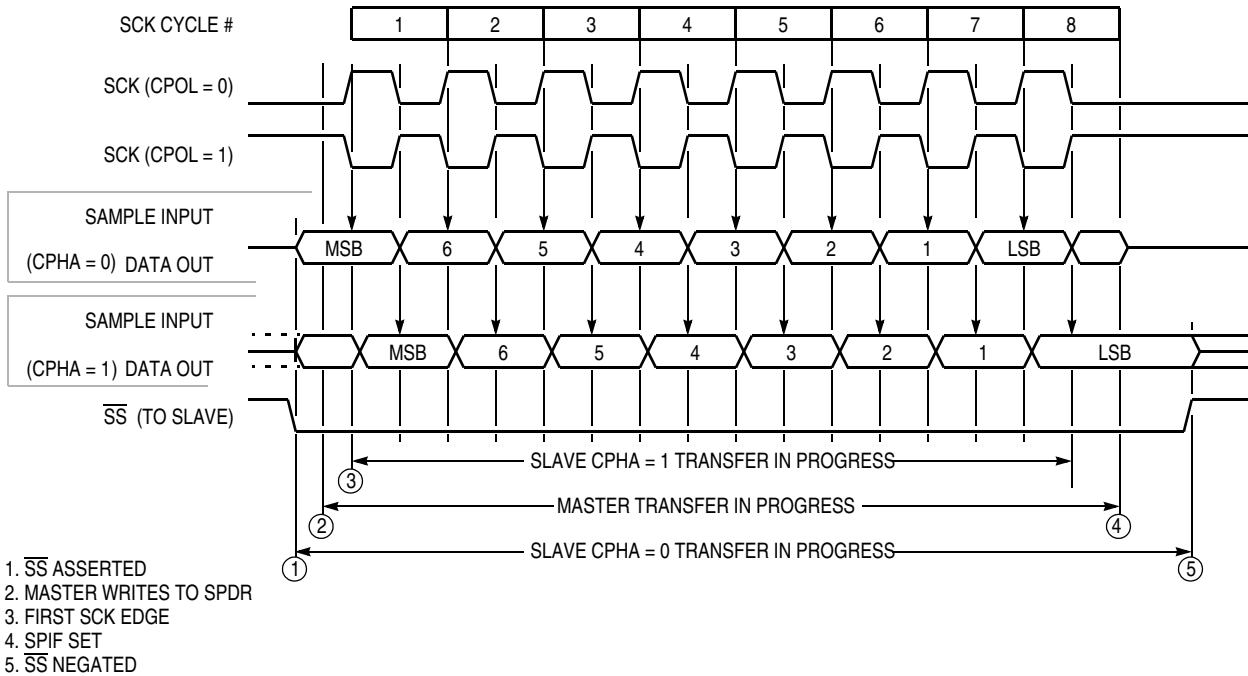 SCK CYCLE # 1 2 3 4 5 6 7 8
SCK (CPOL = 0)
SCK (CPOL = 1)
SAMPLE INPUT
(CPHA = 0) DATA OUT MSB 6 5 4 3 2 1 LSB
SAMPLE INPUT
(CPHA = 1) DATA OUT MSB 6 5 4 3 2 1 LSB
SS (TO SLAVE)
SLAVE CPHA = 1 TRANSFER IN PROGRESS
3
MASTER TRANSFER IN PROGRESS
2 4
SLAVE CPHA = 0 TRANSFER IN PROGRESS
1 5
1. SS ASSERTED
2. MASTER WRITES TO SPDR
3. FIRST SCK EDGE
4. SPIF SET
5. SS NEGATED